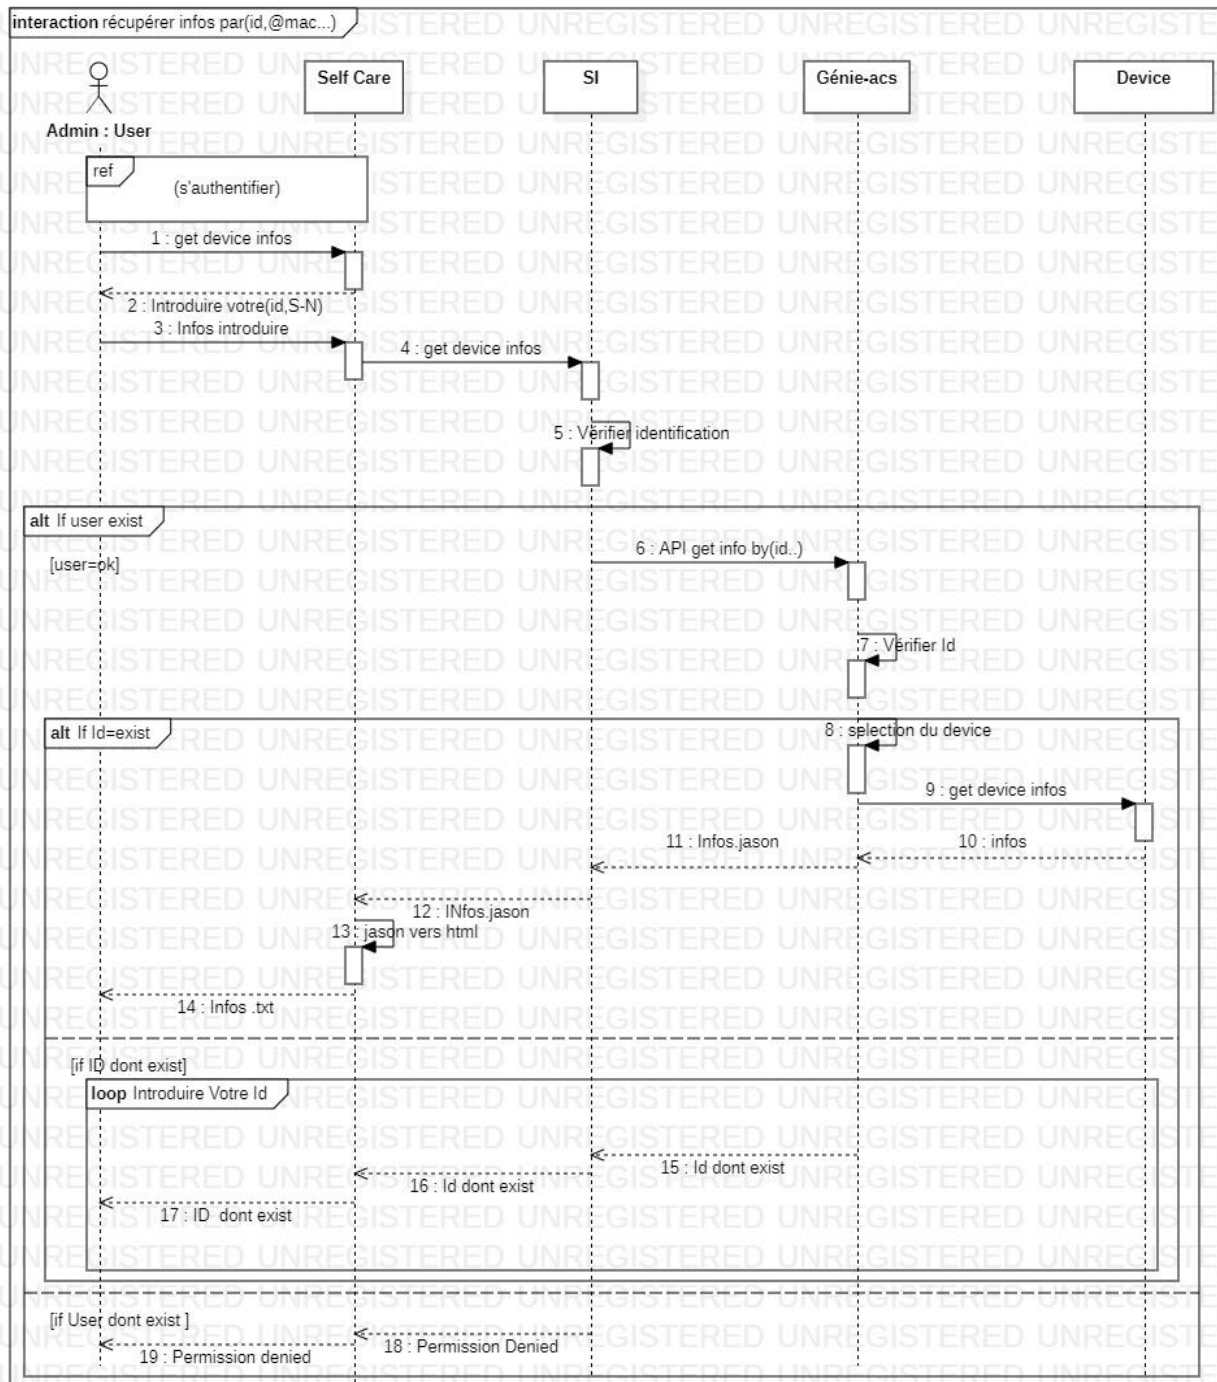 interaction récupérer infos par(id,@mac...)
Self Care
SI
Génie-acs
Device
Admin : User
ref
(s'authentifier)
1 : get device infos
2 : Introduire votre(id,S-N)
3 : Infos introduire
4 : get device infos
5 : Vérifier identification
alt If user exist
6 : API get info by(id..)
[user=ok]
7 : Vérifier Id
alt If Id=exist
8 : selection du device
9 : get device infos
11 : Infos.jason
10 : infos
12 : INfos.jason
13 : jason vers html
14 : Infos .txt
[if ID dont exist]
loop Introduire Votre Id
15 : Id dont exist
16 : Id dont exist
17 : ID dont exist
[if User dont exist ]
18 : Permission Denied
19 : Permission denied
UNREGISTERED